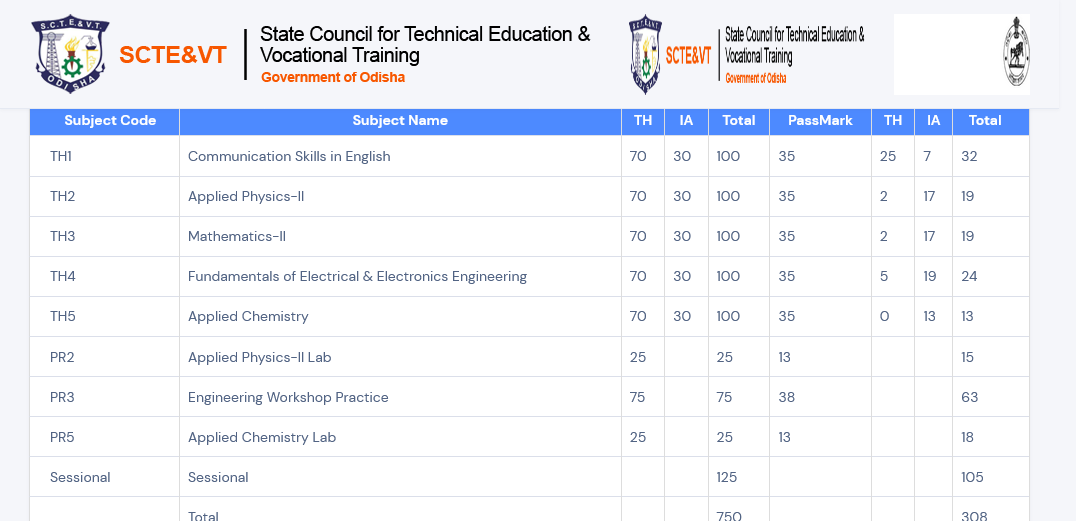 S.C.T.E.&V.T.
ODISHA
SCTE&VT
State Council for Technical Education &
Vocational Training
Government of Odisha
ODISHA
SCTE&VT
State Council for Technical Education &
Vocational Training
Government of Odisha
Subject Code Subject Name TH IA Total PassMark TH IA Total
TH1 Communication Skills in English 70 30 100 35 25 7 32
TH2 Applied Physics-II 70 30 100 35 2 17 19
TH3 Mathematics-II 70 30 100 35 2 17 19
TH4 Fundamentals of Electrical & Electronics Engineering 70 30 100 35 5 19 24
TH5 Applied Chemistry 70 30 100 35 0 13 13
PR2 Applied Physics-II Lab 25 25 13 15
PR3 Engineering Workshop Practice 75 75 38 63
PR5 Applied Chemistry Lab 25 25 13 18
Sessional Sessional 125 105
Total 750 308